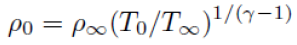 ρ₀ = ρ∞(T₀/T∞)^{1/(γ−1)}